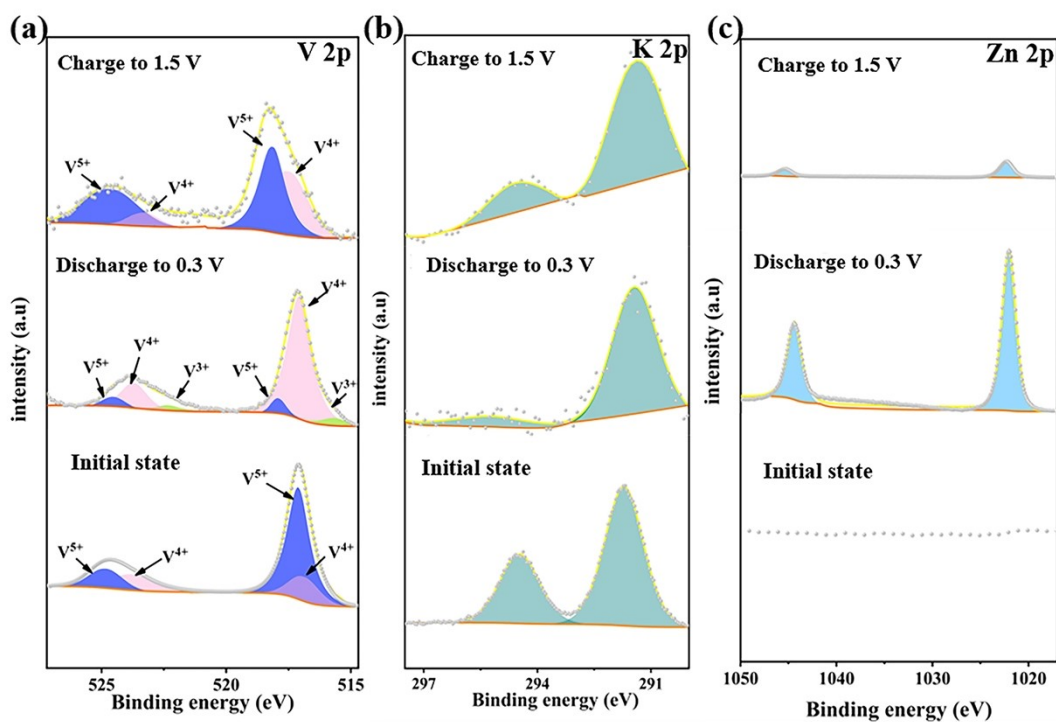 (a)
V 2p
Charge to 1.5 V
V5+
V4+
V5+
V4+
Discharge to 0.3 V
V4+
V5+
V4+
V3+
V5+
V3+
Initial state
V5+
V5+
V4+
V4+
intensity (a.u)
525
520
515
Binding energy (eV)
(b)
K 2p
Charge to 1.5 V
Discharge to 0.3 V
Initial state
intensity (a.u)
297
294
291
Binding energy (eV)
(c)
Zn 2p
Charge to 1.5 V
Discharge to 0.3 V
Initial state
intensity (a.u)
1050
1040
1030
1020
Binding energy (eV)